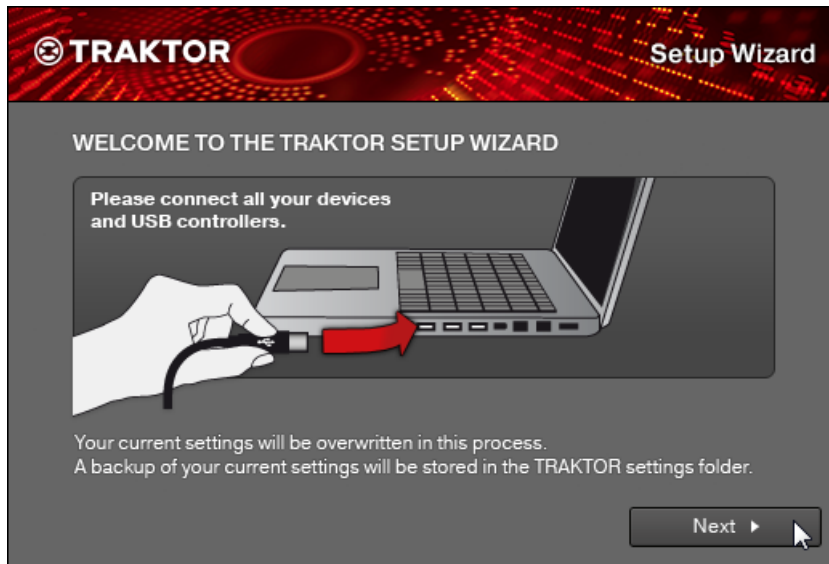 TRAKTOR
Setup Wizard
WELCOME TO THE TRAKTOR SETUP WIZARD
Please connect all your devices
and USB controllers.
Your current settings will be overwritten in this process.
A backup of your current settings will be stored in the TRAKTOR settings folder.
Next